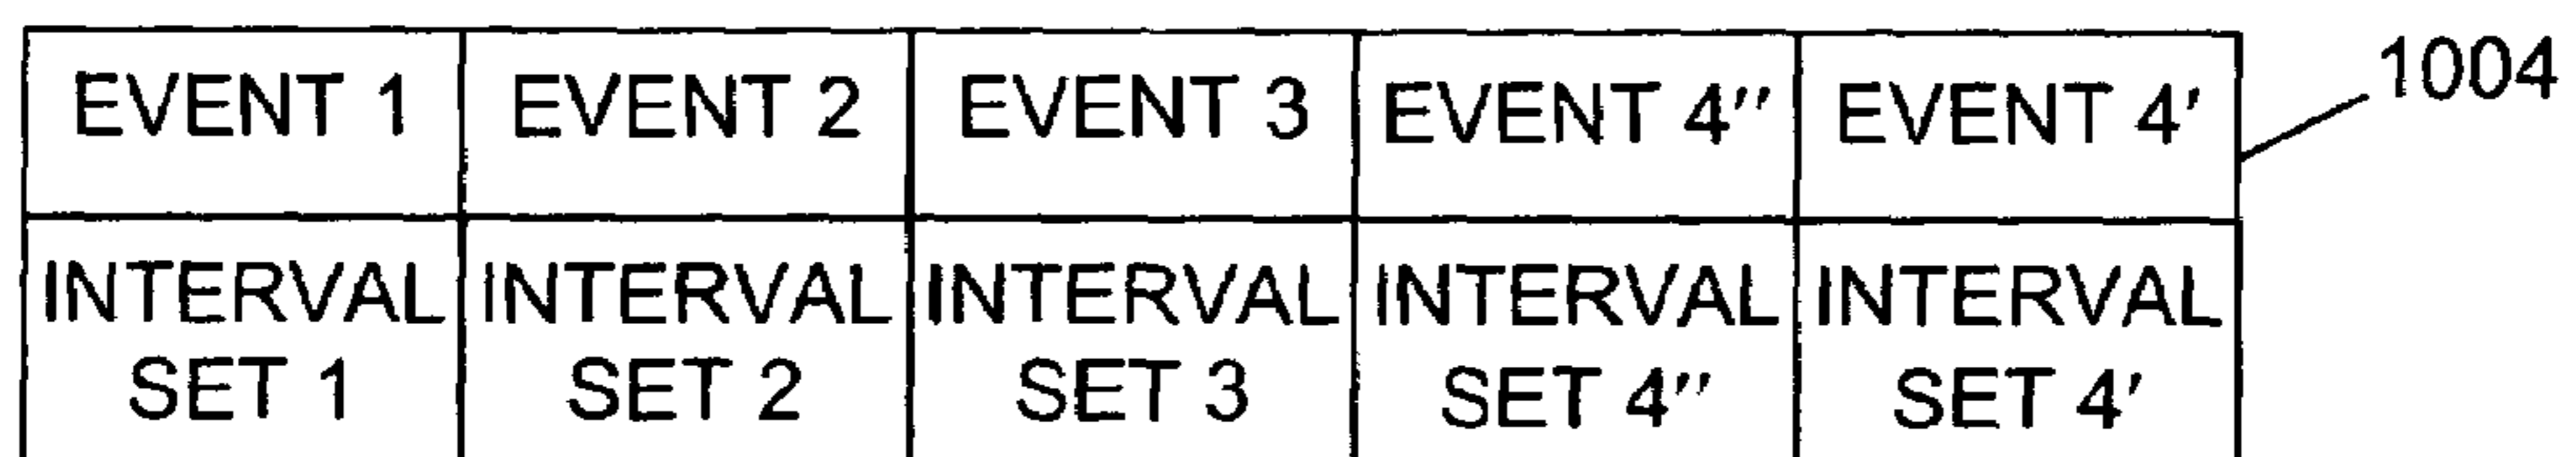 EVENT 1 EVENT 2 EVENT 3 EVENT 4″ EVENT 4′ 1004
INTERVAL INTERVAL INTERVAL INTERVAL INTERVAL
SET 1 SET 2 SET 3 SET 4″ SET 4′